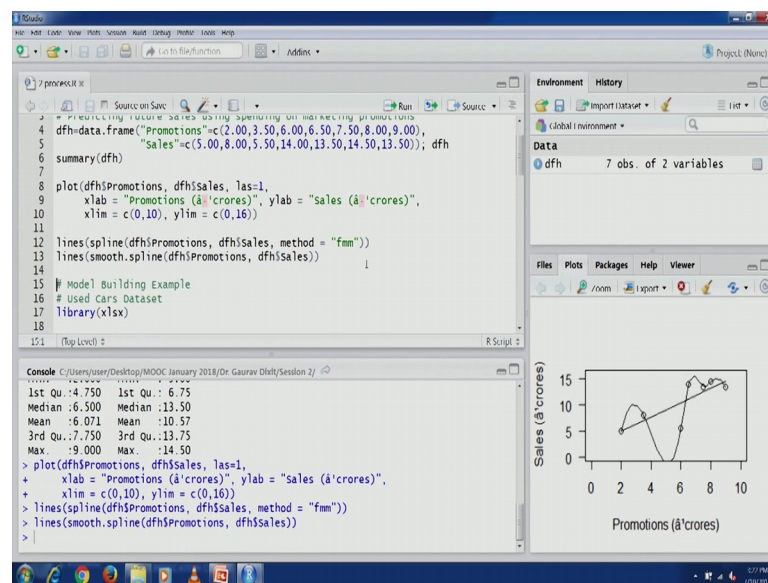 RStudio
File Edit Code View Plots Session Build Debug Profile Tools Help
Go to file/function
Addins
Project: (None)
2 process.R ×
Source on Save
Run
Source
3 # Predicting future sales using spending on marketing promotions
4 dfh=data.frame("Promotions"=c(2.00,3.50,6.00,6.50,7.50,8.00,9.00),
5 "Sales"=c(5.00,8.00,5.50,14.00,13.50,14.50,13.50)); dfh
6 summary(dfh)
7
8 plot(dfh$Promotions, dfh$Sales, las=1,
9 xlab = "Promotions (â‚¹crores)", ylab = "Sales (â‚¹crores)",
10 xlim = c(0,10), ylim = c(0,16))
11
12 lines(spline(dfh$Promotions, dfh$Sales, method = "fmm"))
13 lines(smooth.spline(dfh$Promotions, dfh$Sales))
14
15 # Model Building Example
16 # Used Cars Dataset
17 library(xlsx)
18
15:1 (Top Level) R Script
Console C:/Users/user/Desktop/MOOC January 2018/Dr. Gaurav Dixit/Session 2/
1st Qu.:4.750 1st Qu.: 6.75
Median :6.500 Median :13.50
Mean :6.071 Mean :10.57
3rd Qu.:7.750 3rd Qu.:13.75
Max. :9.000 Max. :14.50
> plot(dfh$Promotions, dfh$Sales, las=1,
+ xlab = "Promotions (â'crores)", ylab = "Sales (â'crores)",
+ xlim = c(0,10), ylim = c(0,16))
> lines(spline(dfh$Promotions, dfh$Sales, method = "fmm"))
> lines(smooth.spline(dfh$Promotions, dfh$Sales))
>
Environment History
Import Dataset
List
Global Environment
Data
dfh 7 obs. of 2 variables
Files Plots Packages Help Viewer
Zoom Export
Sales (â¹crores)
15
10
5
0
0 2 4 6 8 10
Promotions (â¹crores)
3:27 PM